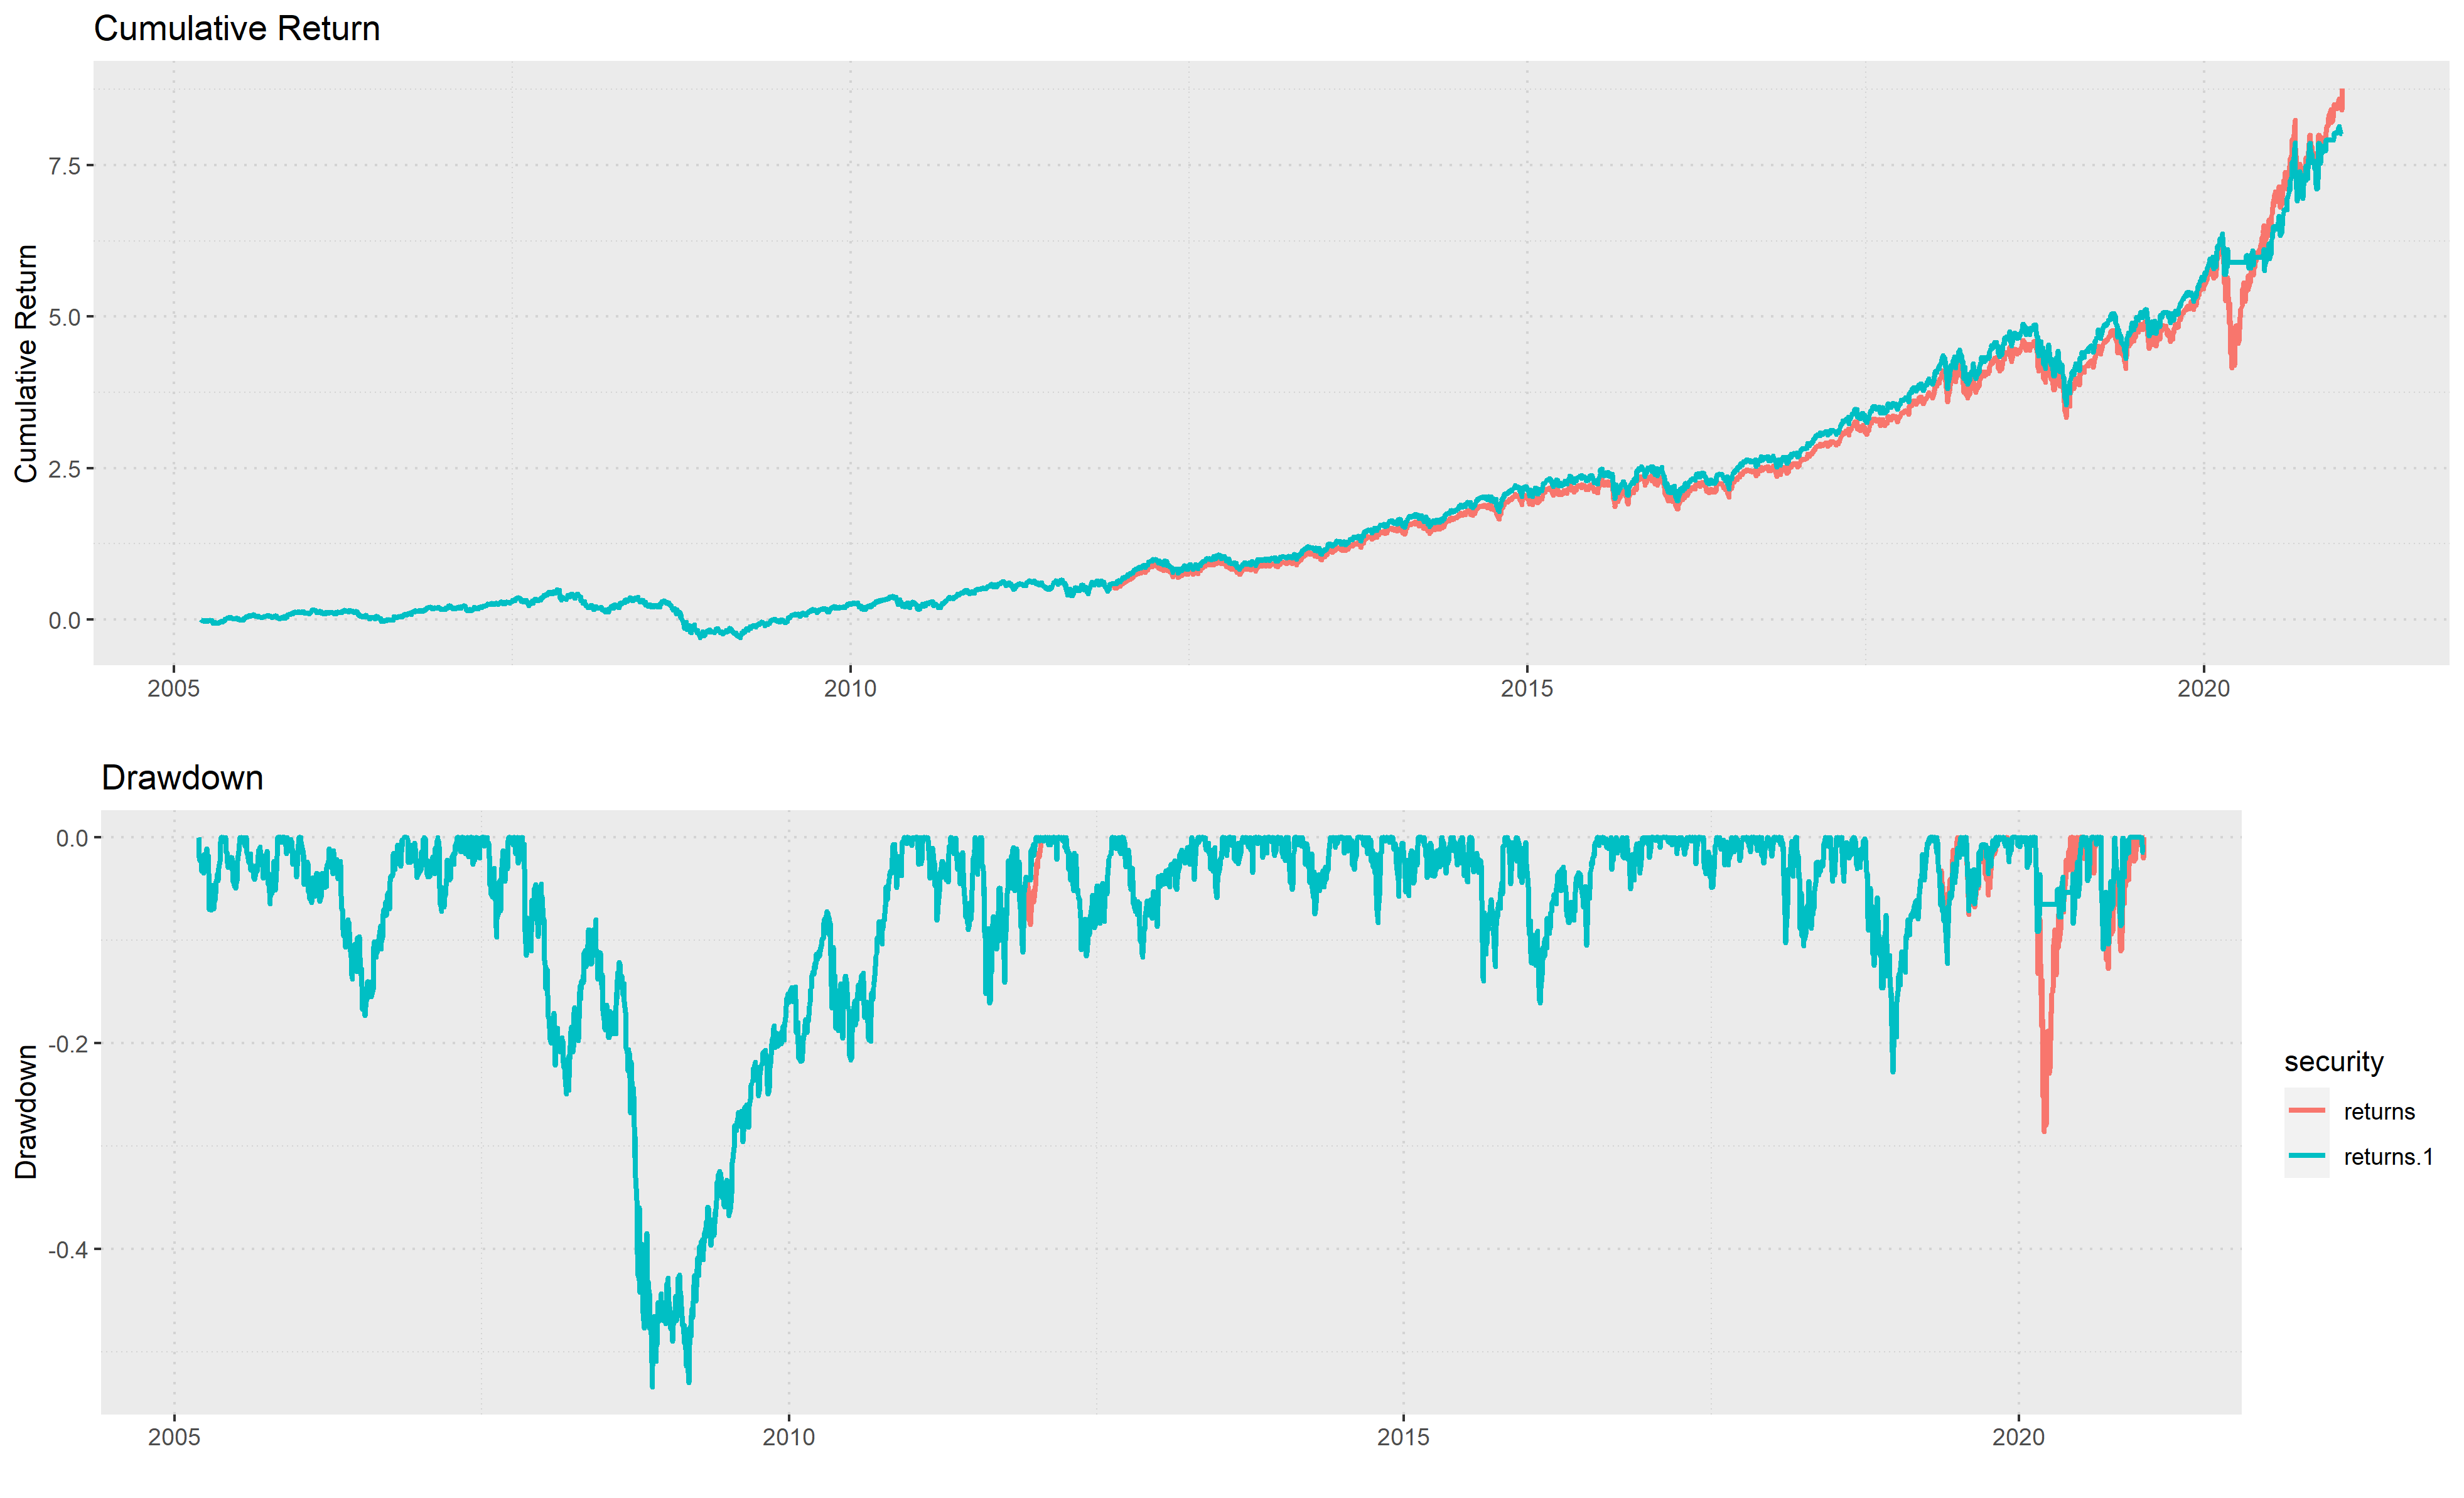 Cumulative Return
Cumulative Return
7.5
5.0
2.5
0.0
2005 2010 2015 2020
Drawdown
Drawdown
0.0
-0.2
-0.4
2005 2010 2015 2020
security
returns
returns.1